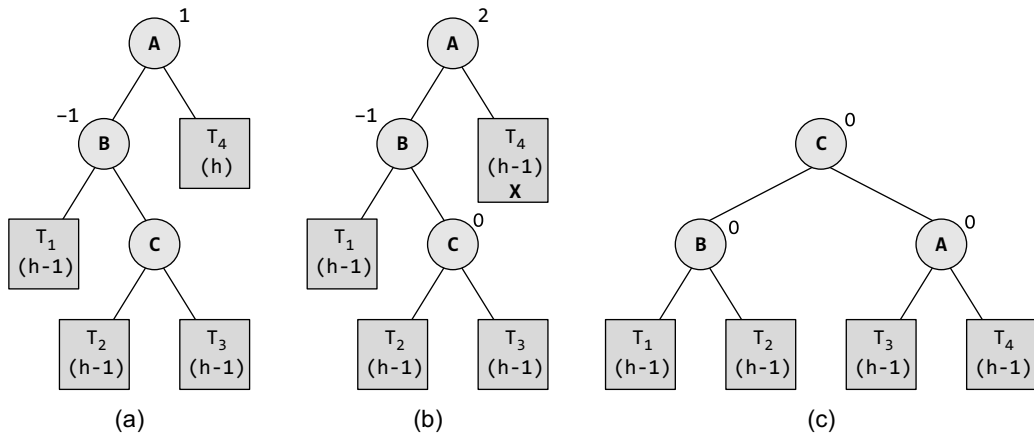 1
A
−1
B
T₄
(h)
T₁
(h-1)
C
T₂
(h-1)
T₃
(h-1)
(a)
2
A
−1
B
T₄
(h-1)
X
T₁
(h-1)
0
C
T₂
(h-1)
T₃
(h-1)
(b)
0
C
0
B
0
A
T₁
(h-1)
T₂
(h-1)
T₃
(h-1)
T₄
(h-1)
(c)